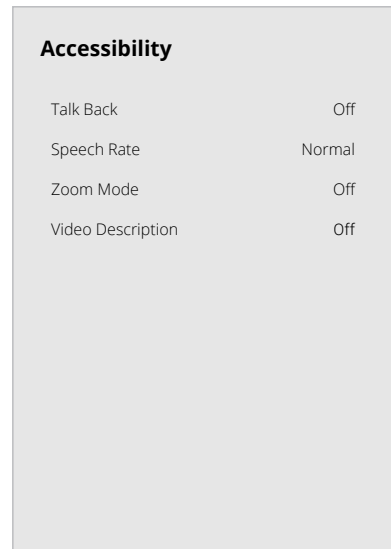 Accessibility
Talk Back Off
Speech Rate Normal
Zoom Mode Off
Video Description Off